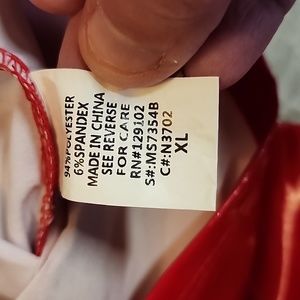 94%POLYESTER
6%SPANDEX
MADE IN CHINA
SEE REVERSE
FOR CARE
RN#129102
S#:MS7354B
C#:N3702
XL